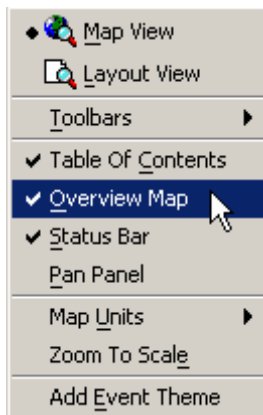 Map View
Layout View
Toolbars
Table Of Contents
Overview Map
Status Bar
Pan Panel
Map Units
Zoom To Scale
Add Event Theme